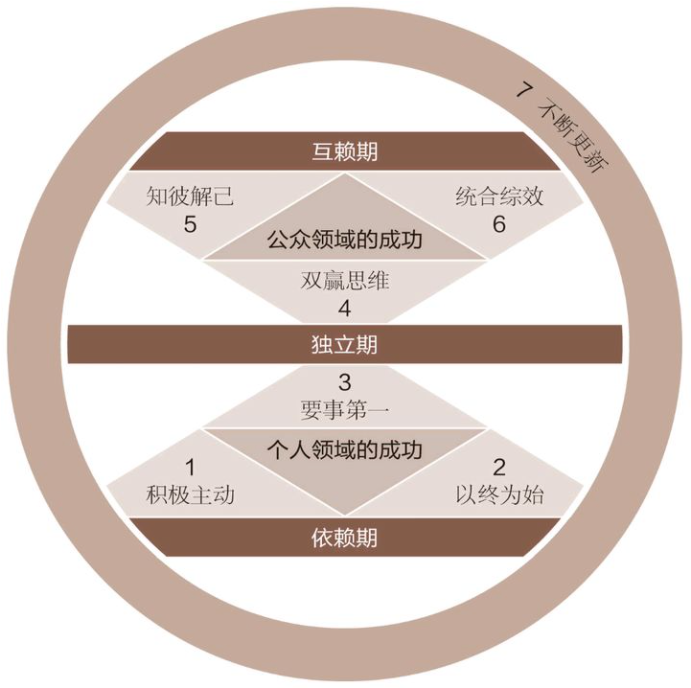 7 不断更新
互赖期
知彼解己
5
统合综效
6
公众领域的成功
双赢思维
4
独立期
3
要事第一
个人领域的成功
1
积极主动
2
以终为始
依赖期